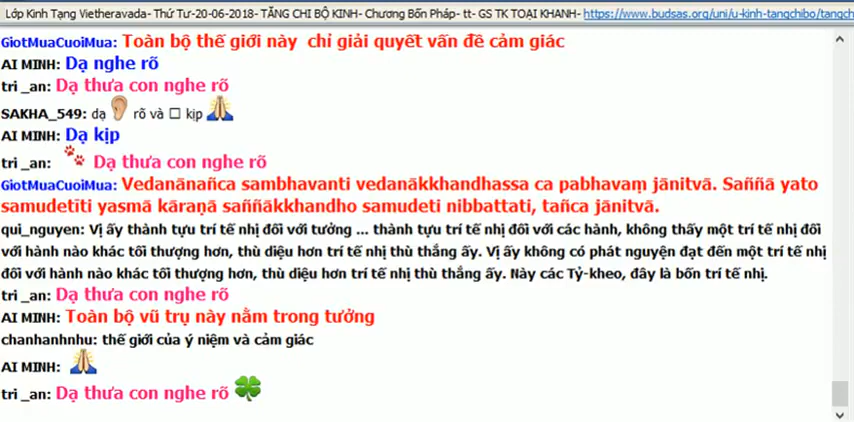 Lớp Kinh Tạng Vietheravada- Thứ Tư-20-06-2018- TĂNG CHI BỘ KINH- Chương Bốn Pháp- tt- GS TK TOẠI KHANH- https://www.budsas.org/uni/u-kinh-tangchibo/tangch
GiotMuaCuoiMua: Toàn bộ thế giới này chỉ giải quyết vấn đề cảm giác
AI MINH: Dạ nghe rõ
tri _an: Dạ thưa con nghe rõ
SAKHA_549: dạ 👂 rõ và □ kịp 🙏
AI MINH: Dạ kịp
tri _an: 🐾 Dạ thưa con nghe rõ
GiotMuaCuoiMua: Vedanānañca sambhavanti vedanākkhandhassa ca pabhavaṃ jānitvā. Saññā yato
samudetīti yasmā kāraṇā saññākkhandho samudeti nibbattati, tañca jānitvā.
qui_nguyen: Vị ấy thành tựu trí tế nhị đối với tưởng ... thành tựu trí tế nhị đối với các hành, không thấy một trí tế nhị đối
với hành nào khác tối thượng hơn, thù diệu hơn trí tế nhị thù thắng ấy. Vị ấy không có phát nguyện đạt đến một trí tế nhị
đối với hành nào khác tối thượng hơn, thù diệu hơn trí tế nhị thù thắng ấy. Này các Tỷ-kheo, đây là bốn trí tế nhị.
tri _an: Dạ thưa con nghe rõ
AI MINH: Toàn bộ vũ trụ này nằm trong tưởng
chanhanhnhu: thế giới của ý niệm và cảm giác
AI MINH: 🙏
tri _an: Dạ thưa con nghe rõ 🍀